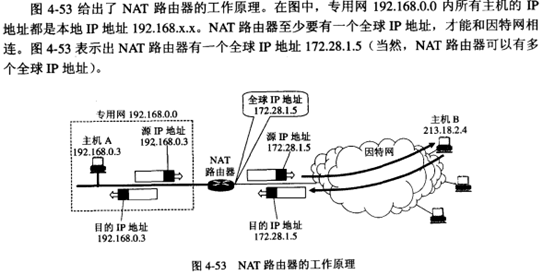 图 4-53 给出了 NAT 路由器的工作原理。在图中，专用网 192.168.0.0 内所有主机的 IP
地址都是本地 IP 地址 192.168.x.x。NAT 路由器至少要有一个全球 IP 地址，才能和因特网相
连。图 4-53 表示出 NAT 路由器有一个全球 IP 地址 172.28.1.5（当然，NAT 路由器可以有多
个全球 IP 地址）。
全球 IP 地址
172.28.1.5
专用网 192.168.0.0
主机 A
192.168.0.3
源 IP 地址
192.168.0.3
NAT
路由器
源 IP 地址
172.28.1.5
因特网
主机 B
213.18.2.4
目的 IP 地址
192.168.0.3
目的 IP 地址
172.28.1.5
图 4-53 NAT 路由器的工作原理